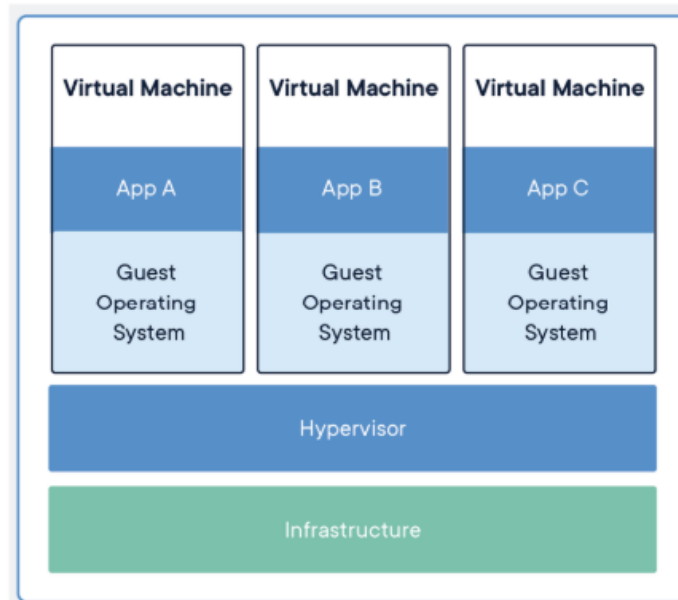 Virtual Machine
Virtual Machine
Virtual Machine
App A
App B
App C
Guest
Operating
System
Guest
Operating
System
Guest
Operating
System
Hypervisor
Infrastructure